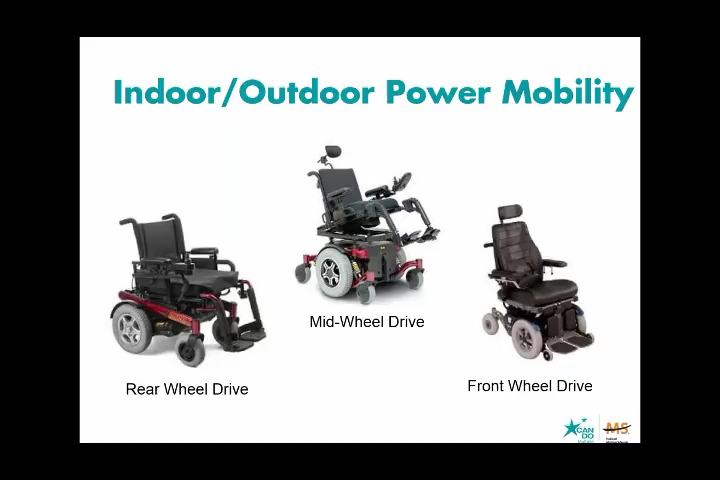 Indoor/Outdoor Power Mobility
Mid-Wheel Drive
Rear Wheel Drive
Front Wheel Drive
CAN
DO
MS